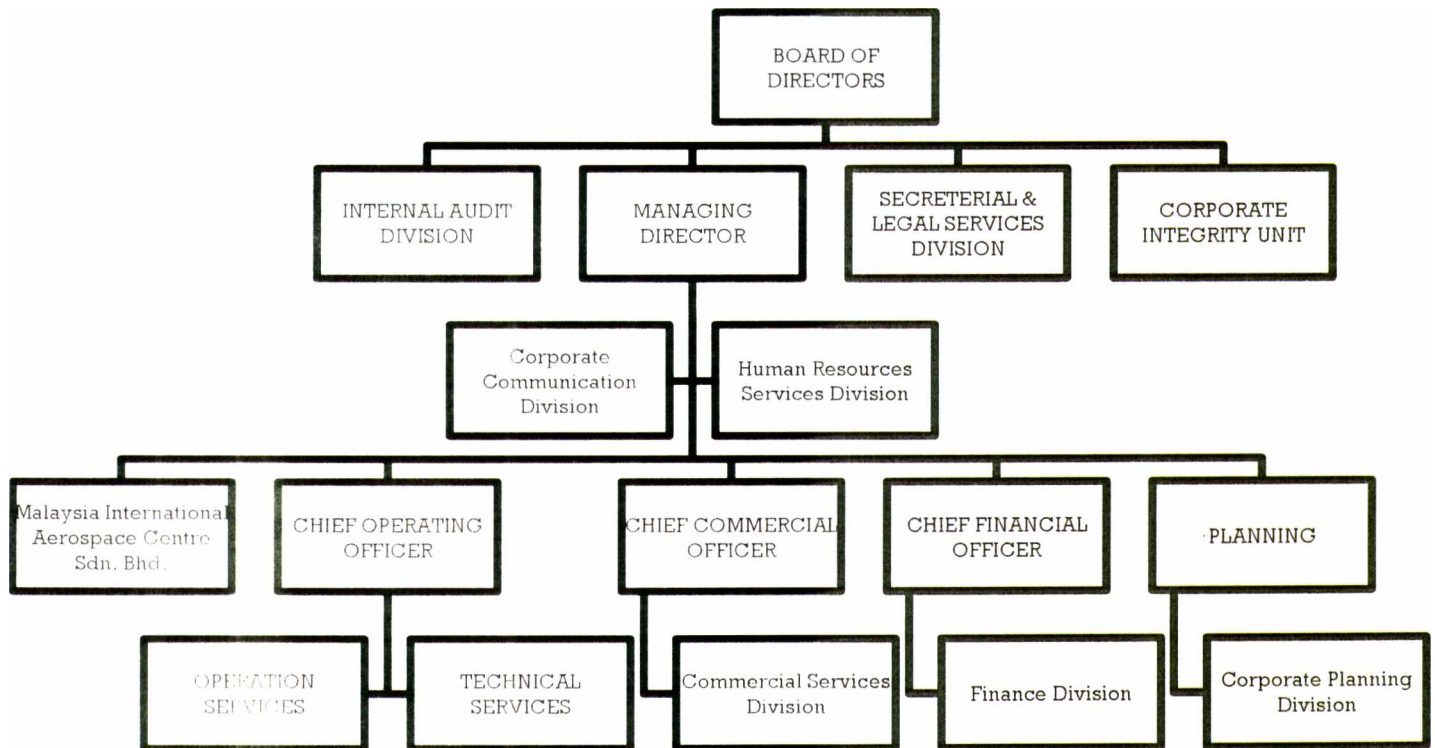 BOARD OF
DIRECTORS
INTERNAL AUDIT
DIVISION
MANAGING
DIRECTOR
SECRETERIAL &
LEGAL SERVICES
DIVISION
CORPORATE
INTEGRITY UNIT
Corporate
Communication
Division
Human Resources
Services Division
Malaysia International
Aerospace Centre
Sdn. Bhd.
CHIEF OPERATING
OFFICER
CHIEF COMMERCIAL
OFFICER
CHIEF FINANCIAL
OFFICER
PLANNING
OPERATION
SERVICES
TECHNICAL
SERVICES
Commercial Services
Division
Finance Division
Corporate Planning
Division